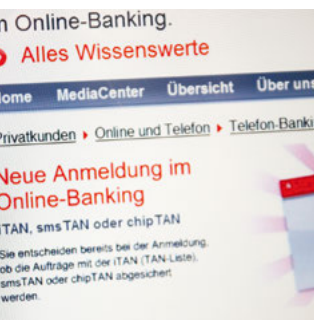 Online-Banking.
Alles Wissenswerte
Home MediaCenter Übersicht Über uns
Privatkunden Online und Telefon Telefon-Banki
Neue Anmeldung im
Online-Banking
iTAN, smsTAN oder chipTAN
Sie entscheiden bereits bei der Anmeldung,
ob die Aufträge mit der iTAN (TAN-Liste),
smsTAN oder chipTAN abgesichert
werden.